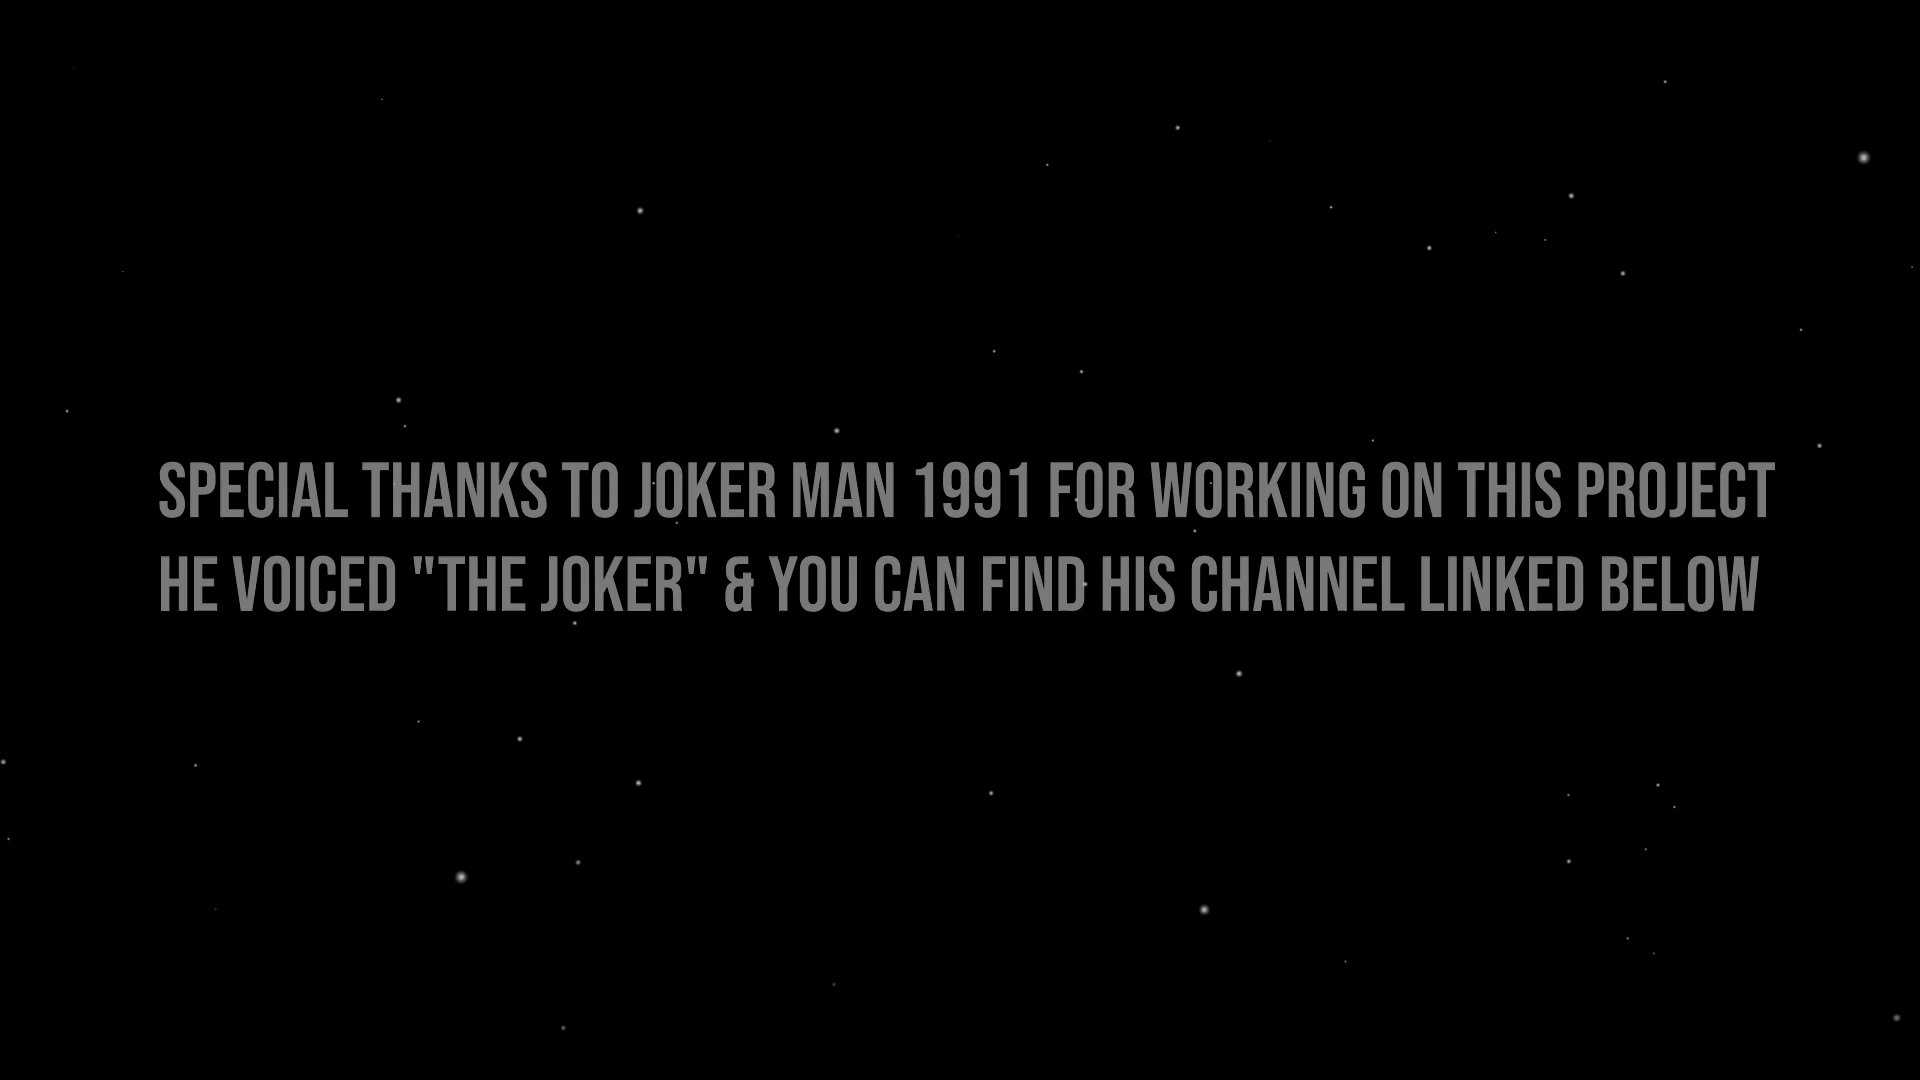 SPECIAL THANKS TO JOKER MAN 1991 FOR WORKING ON THIS PROJECT
HE VOICED "THE JOKER" & YOU CAN FIND HIS CHANNEL LINKED BELOW